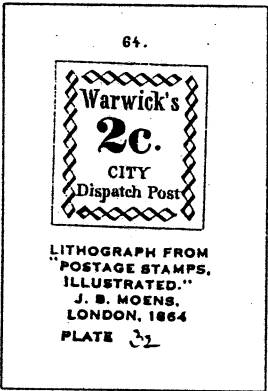 64.
Warwick's
2c.
CITY
Dispatch Post
LITHOGRAPH FROM
"POSTAGE STAMPS,
ILLUSTRATED."
J. B. MOENS,
LONDON, 1864
PLATE 32